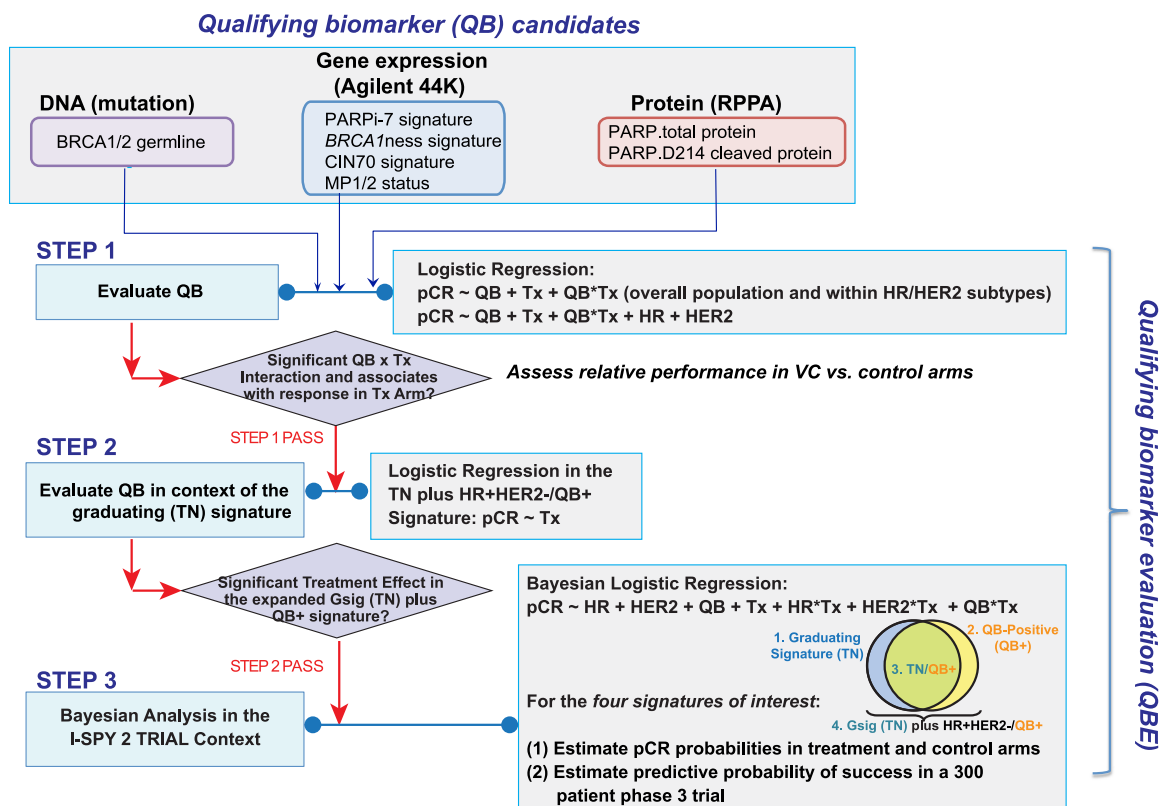 Qualifying biomarker (QB) candidates
DNA (mutation)
BRCA1/2 germline
Gene expression
(Agilent 44K)
PARPi-7 signature
BRCA1ness signature
CIN70 signature
MP1/2 status
Protein (RPPA)
PARP.total protein
PARP.D214 cleaved protein
STEP 1
Evaluate QB
Logistic Regression:
pCR ~ QB + Tx + QB*Tx (overall population and within HR/HER2 subtypes)
pCR ~ QB + Tx + QB*Tx + HR + HER2
Significant QB x Tx
Interaction and associates
with response in Tx Arm?
Assess relative performance in VC vs. control arms
STEP 1 PASS
STEP 2
Evaluate QB in context of the
graduating (TN) signature
Logistic Regression in the
TN plus HR+HER2-/QB+
Signature: pCR ~ Tx
Significant Treatment Effect in
the expanded Gsig (TN) plus
QB+ signature?
STEP 2 PASS
STEP 3
Bayesian Analysis in the
I-SPY 2 TRIAL Context
Bayesian Logistic Regression:
pCR ~ HR + HER2 + QB + Tx + HR*Tx + HER2*Tx + QB*Tx
1. Graduating
Signature (TN)
2. QB-Positive
(QB+)
3. TN/QB+
For the four signatures of interest:
4. Gsig (TN) plus HR+HER2-/QB+
(1) Estimate pCR probabilities in treatment and control arms
(2) Estimate predictive probability of success in a 300
patient phase 3 trial
Qualifying biomarker evaluation (QBE)